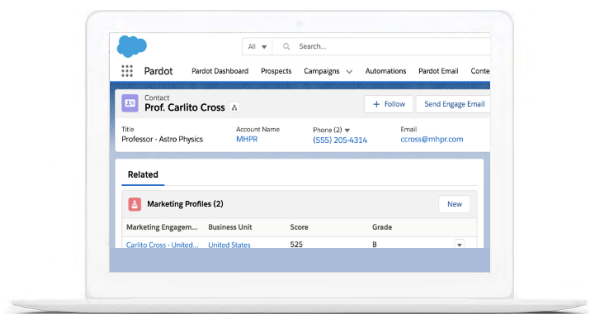 All Search...
Pardot Pardot Dashboard Prospects Campaigns Automations Pardot Email Conte
Contact
Prof. Carlito Cross
+ Follow Send Engage Email
Title Account Name Phone (2) Email
Professor - Astro Physics MHPR (555) 205-4314 ccross@mhpr.com
Related
Marketing Profiles (2) New
Marketing Engagem... Business Unit Score Grade
Carlito Cross - United... United States 525 B